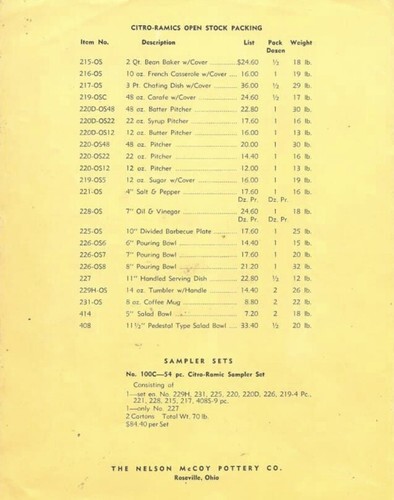 CITRO-RAMICS OPEN STOCK PACKING
Item No. Description List Pack Dozen Weight
215-OS 2 Qt. Bean Baker w/Cover $24.60 ½ 18 lb.
216-OS 10 oz. French Casserole w/Cover 16.00 1 19 lb.
217-OS 3 Pt. Chafing Dish w/Cover 36.00 ½ 29 lb.
219-OSC 48 oz. Carafe w/Cover 24.60 ½ 17 lb.
220D-OS48 48 oz. Batter Pitcher 22.80 1 30 lb.
220D-OS22 22 oz. Syrup Pitcher 17.60 1 16 lb.
220D-OS12 12 oz. Butter Pitcher 16.00 1 13 lb.
220-OS48 48 oz. Pitcher 20.00 1 30 lb.
220-OS22 22 oz. Pitcher 14.40 1 16 lb.
220-OS12 12 oz. Pitcher 12.00 1 13 lb.
219-OSS 12 oz. Sugar w/Cover 16.00 1 19 lb.
221-OS 4" Salt & Pepper 17.60 1 16 lb.
Dz. Pr. Dz. Pr.
228-OS 7" Oil & Vinegar 24.60 1 18 lb.
Dz. Pr. Dz. Pr.
225-OS 10" Divided Barbecue Plate 17.60 1 25 lb.
226-OS6 6" Pouring Bowl 14.40 1 15 lb.
226-OS7 7" Pouring Bowl 17.60 1 20 lb.
226-OS8 8" Pouring Bowl 21.20 1 32 lb.
227 11" Handled Serving Dish 22.80 ½ 12 lb.
229H-OS 14 oz. Tumbler w/Handle 14.40 2 26 lb.
231-OS 8 oz. Coffee Mug 8.80 2 22 lb.
414 5" Salad Bowl 7.20 2 18 lb.
408 11½" Pedestal Type Salad Bowl 33.40 ½ 20 lb.
SAMPLER SETS
No. 100C—54 pc. Citro-Ramic Sampler Set
Consisting of
1—set ea. No. 229H, 231, 225, 220, 220D, 226, 219-4 Pc.,
221, 228, 215, 217, 408S-9 pc.
1—only No. 227
2 Cartons Total Wt. 70 lb.
$84.40 per Set
THE NELSON McCOY POTTERY CO.
Roseville, Ohio